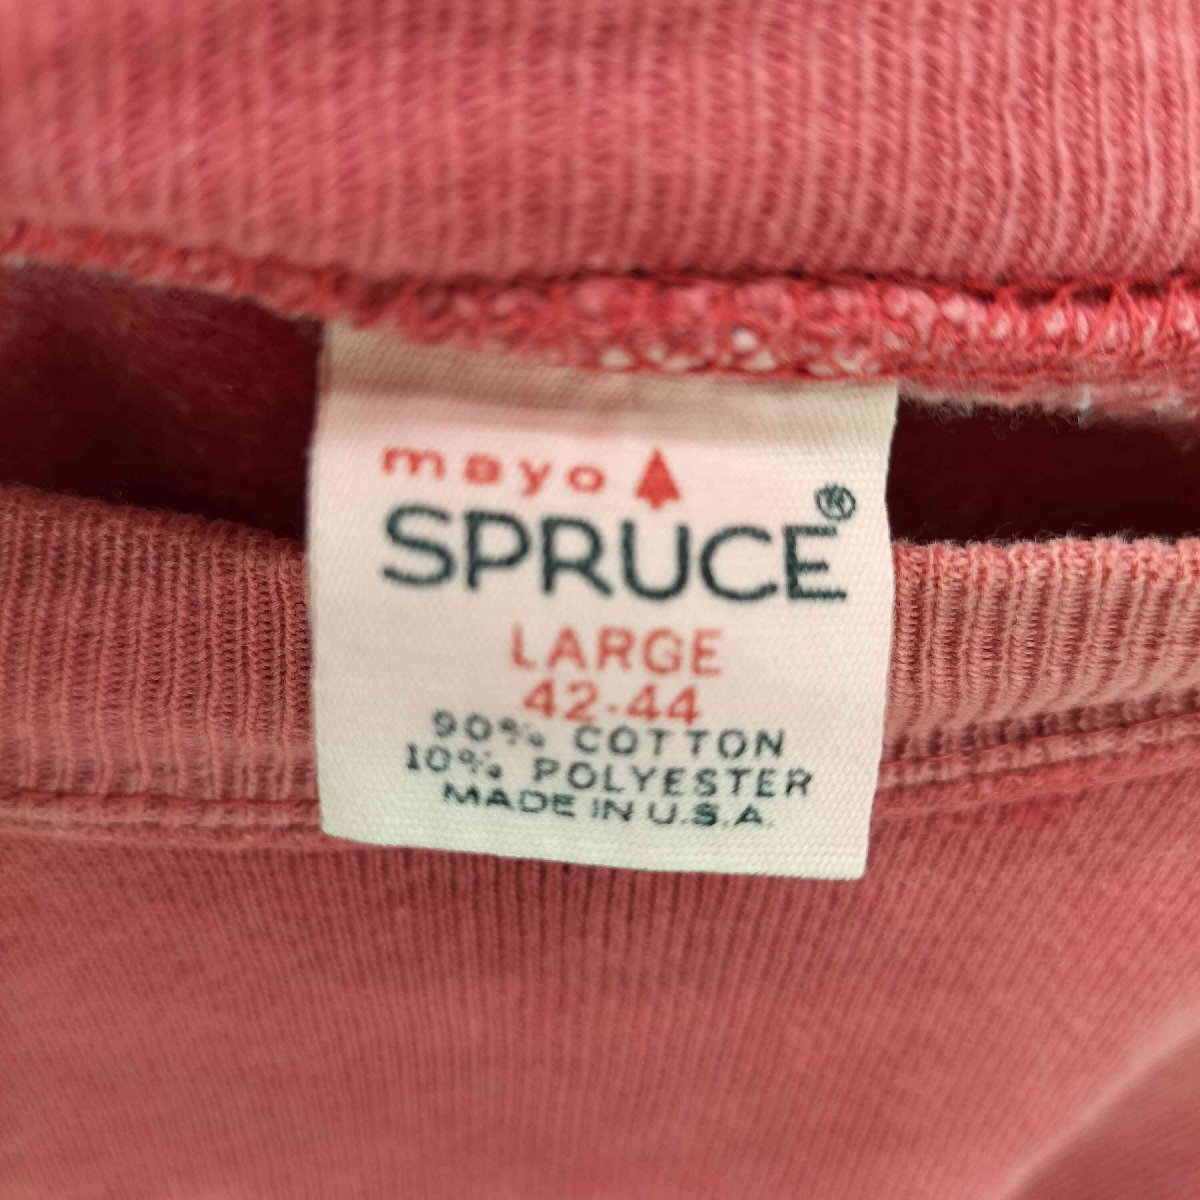 mayo
SPRUCE®
LARGE
42-44
90% COTTON
10% POLYESTER
MADE IN U.S.A.